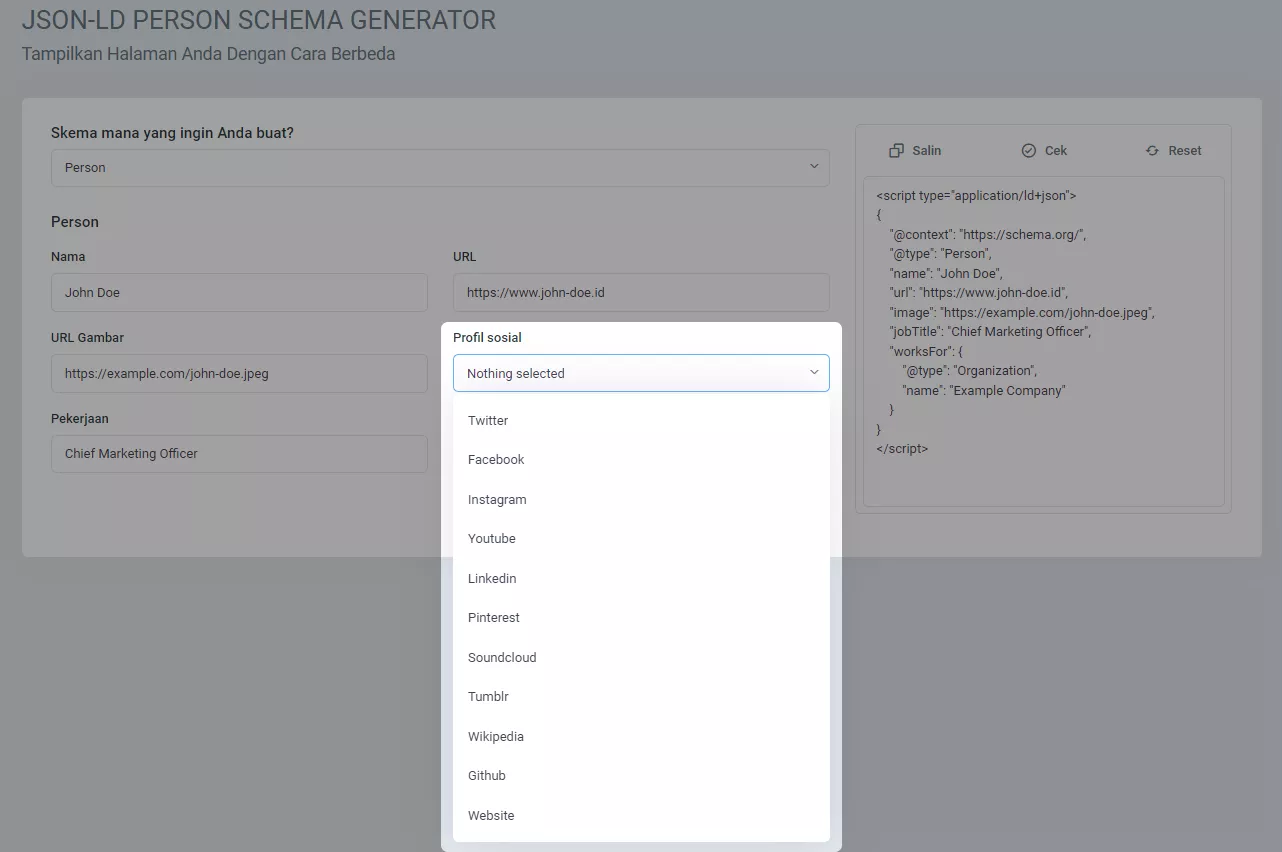 JSON-LD PERSON SCHEMA GENERATOR
Tampilkan Halaman Anda Dengan Cara Berbeda
Skema mana yang ingin Anda buat?
Person
Person
Nama
John Doe
URL
https://www.john-doe.id
URL Gambar
https://example.com/john-doe.jpeg
Profil sosial
Nothing selected
Twitter
Facebook
Instagram
Youtube
Linkedin
Pinterest
Soundcloud
Tumblr
Wikipedia
Github
Website
Pekerjaan
Chief Marketing Officer
Salin
Cek
Reset
<script type="application/ld+json">
{
"@context": "https://schema.org/",
"@type": "Person",
"name": "John Doe",
"url": "https://www.john-doe.id",
"image": "https://example.com/john-doe.jpeg",
"jobTitle": "Chief Marketing Officer",
"worksFor": {
"@type": "Organization",
"name": "Example Company"
}
}
</script>